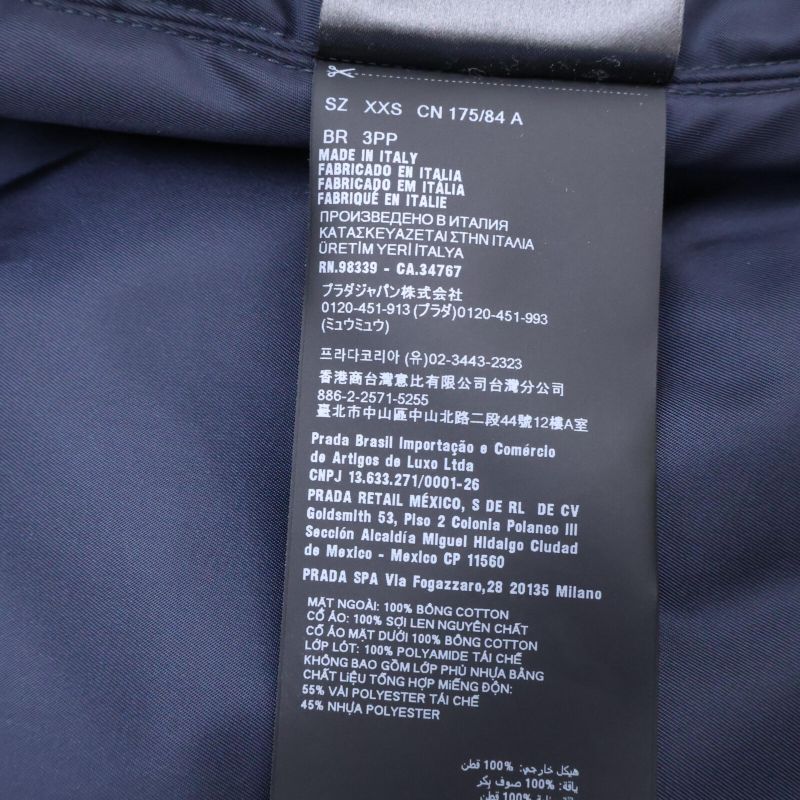 SZ XXS CN 175/84 A
BR 3PP
MADE IN ITALY
FABRICADO EN ITALIA
FABRICADO EM ITÁLIA
FABRIQUÉ EN ITALIE
ПРОИЗВЕДЕНО В ИТАЛИЯ
ΚΑΤΑΣΚΕΥΑΖΕΤΑΙ ΣΤΗΝ ΙΤΑΛΙΑ
ÜRETİM YERİ İTALYA
RN.98339 - CA.34767
プラダジャパン株式会社
0120-451-913 (プラダ)0120-451-993
(ミュウミュウ)
프라다코리아 (유)02-3443-2323
香港商台灣意比有限公司台灣分公司
886-2-2571-5255
臺北市中山區中山北路二段44號12樓A室
Prada Brasil Importação e Comércio
de Artigos de Luxo Ltda
CNPJ 13.633.271/0001-26
PRADA RETAIL MÉXICO, S DE RL DE CV
Goldsmith 53, Piso 2 Colonia Polanco III
Sección Alcaldía Miguel Hidalgo Ciudad
de Mexico - Mexico CP 11560
PRADA SPA Via Fogazzaro,28 20135 Milano
MẶT NGOÀI: 100% BÔNG COTTON
CỔ ÁO: 100% SỢI LEN NGUYÊN CHẤT
CỔ ÁO MẶT DƯỚI 100% BÔNG COTTON
LỚP LÓT: 100% POLYAMIDE TÁI CHẾ
KHÔNG BAO GỒM LỚP PHỦ NHỰA BẰNG
CHẤT LIỆU TỔNG HỢP MIẾNG ĐỘN:
55% VẢI POLYESTER TÁI CHẾ
45% NHỰA POLYESTER
هيكل خارجي: %100 قطن
ياقة: %100 صوف بكر